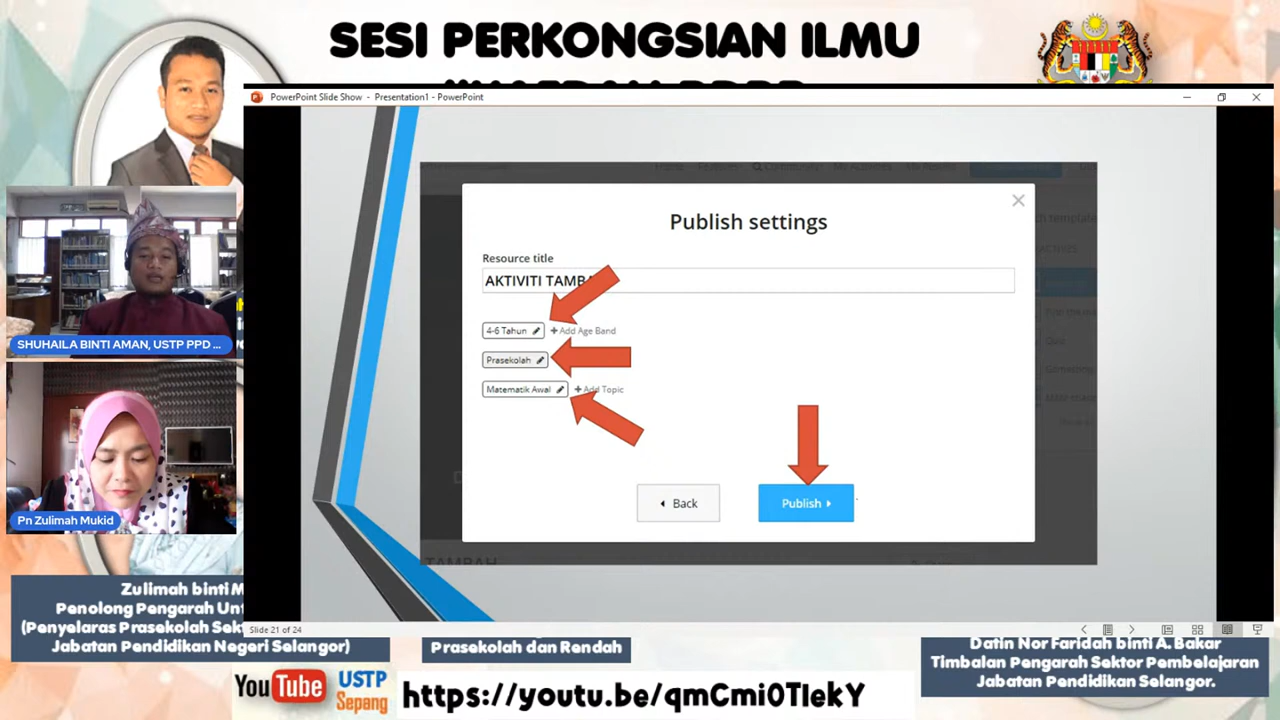 SESI PERKONGSIAN ILMU
PowerPoint Slide Show - Presentation1 - PowerPoint
Publish settings
Resource title
AKTIVITI TAMB
4-6 Tahun
Add Age Band
Prasekolah
Matematik Awal
Add Topic
Back
Publish
TAMBAH
SHUHAILA BINTI AMAN, USTP PPD ...
Pn Zulimah Mukid
Slide 21 of 24
Zulimah binti M
Penolong Pengarah Un
(Penyelaras Prasekolah Sek
Jabatan Pendidikan Negeri Selangor)
Prasekolah dan Rendah
Datin Nor Faridah binti A. Bakar
Timbalan Pengarah Sektor Pembelajaran
Jabatan Pendidikan Selangor.
YouTube
USTP
Sepang
https://youtu.be/qmCmi0TlekY